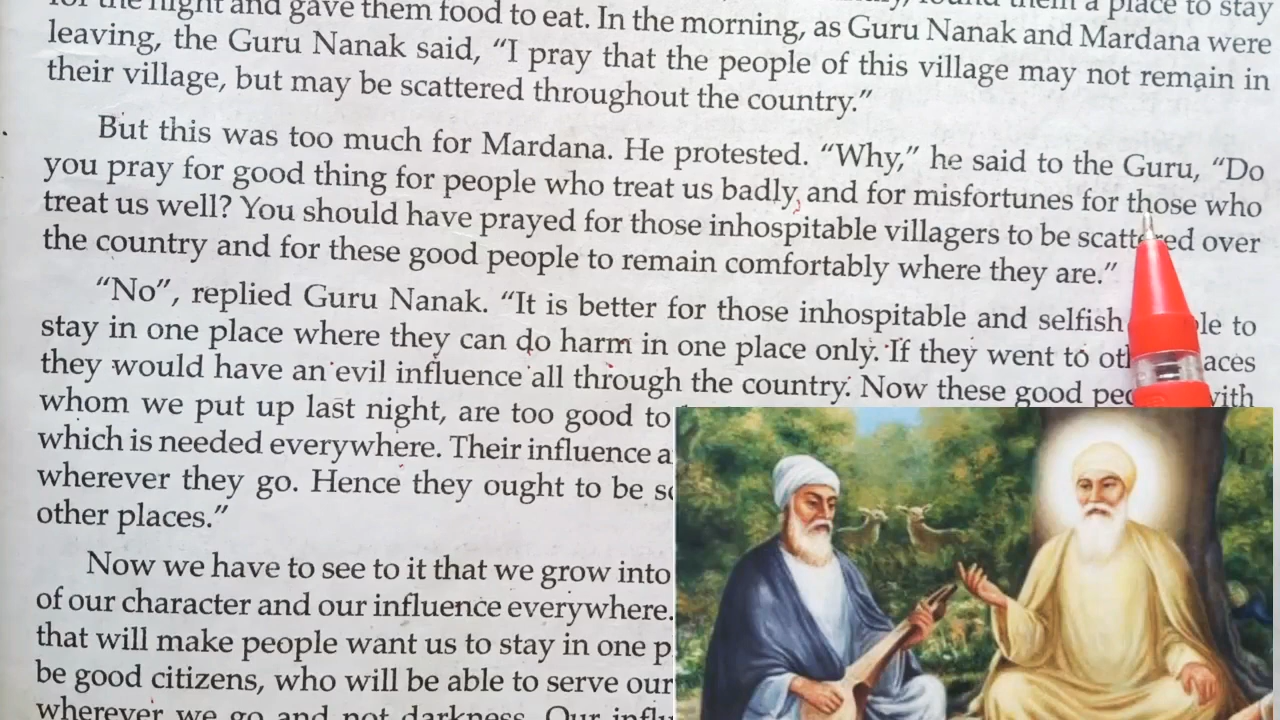 for the night and gave them food to eat. In the morning, as Guru Nanak and Mardana were
leaving, the Guru Nanak said, “I pray that the people of this village may not remain in
their village, but may be scattered throughout the country.”
But this was too much for Mardana. He protested. “Why,” he said to the Guru, “Do
you pray for good thing for people who treat us badly, and for misfortunes for those who
treat us well? You should have prayed for those inhospitable villagers to be scattered over
the country and for these good people to remain comfortably where they are.”
“No”, replied Guru Nanak. “It is better for those inhospitable and selfish to
stay in one place where they can do harm in one place only. If they went to
they would have an evil influence all through the country. Now these good with
whom we put up last night, are too good to
which is needed everywhere. Their influence
wherever they go. Hence they ought to be
other places.”
Now we have to see to it that we grow into
of our character and our influence everywhere.
that will make people want us to stay in one
be good citizens, who will be able to serve our
wherever we go and not darkness. Our